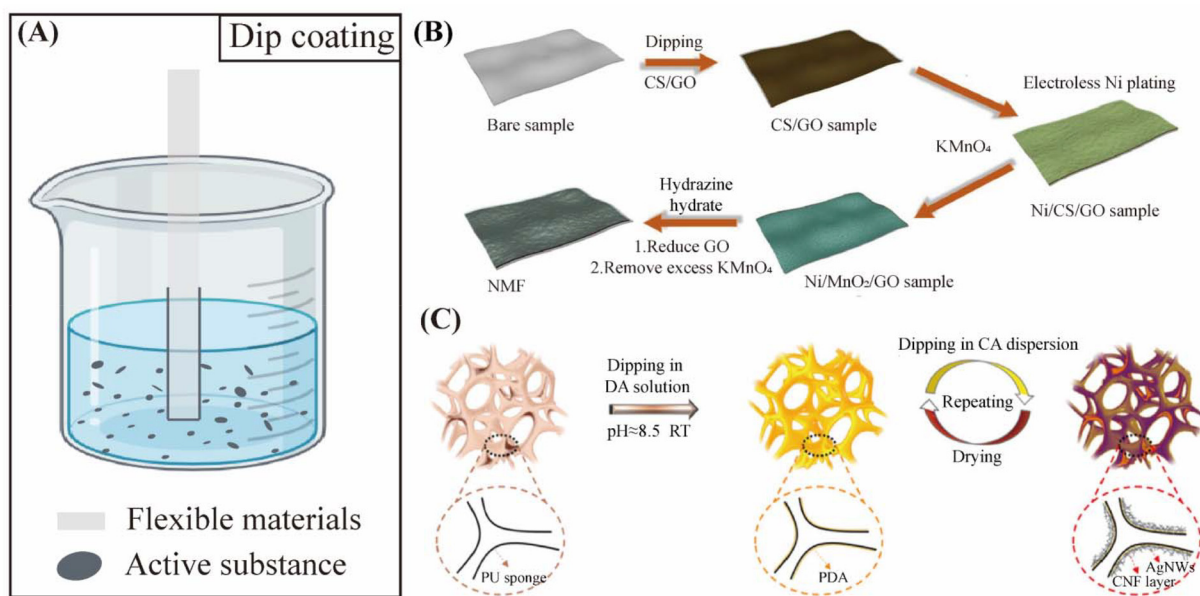 (A)
Dip coating
Flexible materials
Active substance
(B)
Dipping
CS/GO
Bare sample
CS/GO sample
Electroless Ni plating
KMnO₄
Ni/CS/GO sample
Hydrazine
hydrate
1.Reduce GO
2.Remove excess KMnO₄
NMF
Ni/MnO₂/GO sample
(C)
Dipping in
DA solution
pH≈8.5 RT
Dipping in CA dispersion
Repeating
Drying
PU sponge
PDA
AgNWs
CNF layer